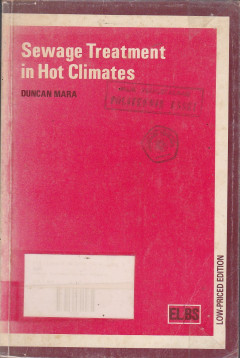 Sewage Treatment
in Hot Climates
DUNCAN MARA
ELBS
LOW-PRICED EDITION